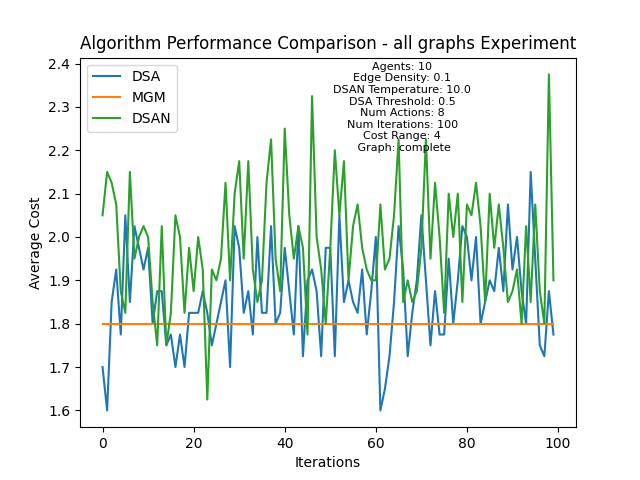 Algorithm Performance Comparison - all graphs Experiment
DSA
MGM
DSAN
Agents: 10
Edge Density: 0.1
DSAN Temperature: 10.0
DSA Threshold: 0.5
Num Actions: 8
Num Iterations: 100
Cost Range: 4
Graph: complete
Average Cost
2.4
2.3
2.2
2.1
2.0
1.9
1.8
1.7
1.6
0 20 40 60 80 100
Iterations